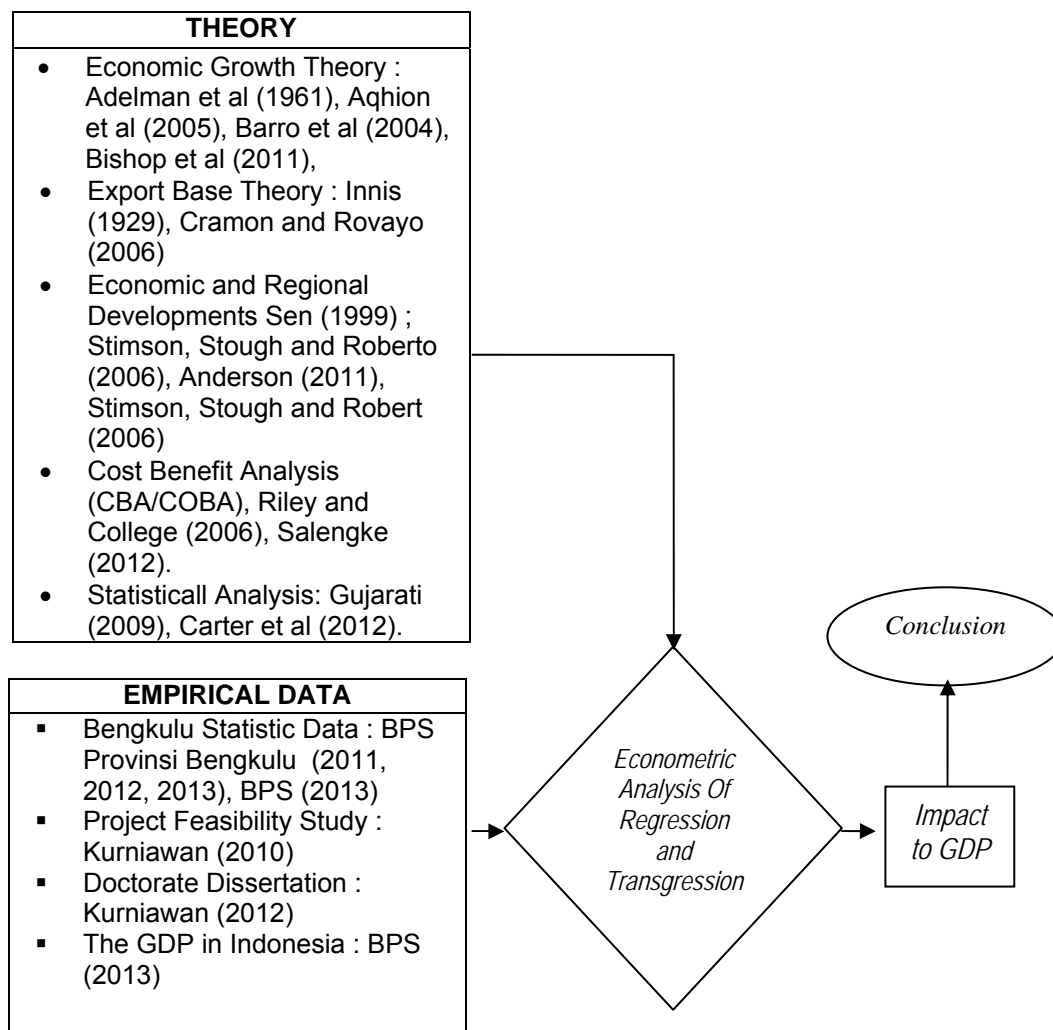 THEORY
• Economic Growth Theory :
Adelman et al (1961), Aqhion
et al (2005), Barro et al (2004),
Bishop et al (2011),
• Export Base Theory : Innis
(1929), Cramon and Rovayo
(2006)
• Economic and Regional
Developments Sen (1999) ;
Stimson, Stough and Roberto
(2006), Anderson (2011),
Stimson, Stough and Robert
(2006)
• Cost Benefit Analysis
(CBA/COBA), Riley and
College (2006), Salengke
(2012).
• Statisticall Analysis: Gujarati
(2009), Carter et al (2012).
EMPIRICAL DATA
▪ Bengkulu Statistic Data : BPS
Provinsi Bengkulu (2011,
2012, 2013), BPS (2013)
▪ Project Feasibility Study :
Kurniawan (2010)
▪ Doctorate Dissertation :
Kurniawan (2012)
▪ The GDP in Indonesia : BPS
(2013)
Econometric
Analysis Of
Regression
and
Transgression
Impact
to GDP
Conclusion